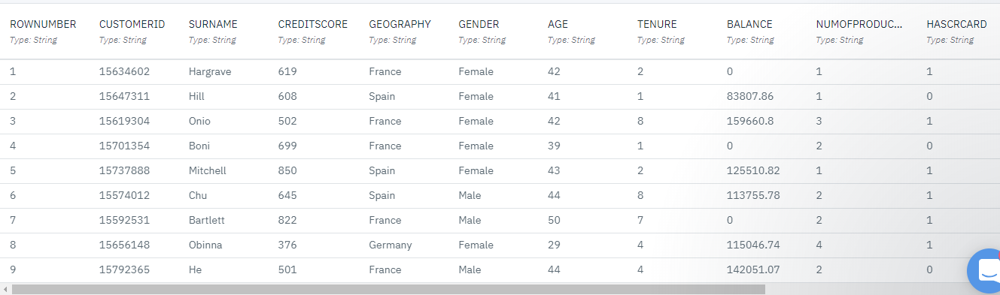 ROWNUMBER CUSTOMERID SURNAME CREDITSCORE GEOGRAPHY GENDER AGE TENURE BALANCE NUMOFPRODUC... HASCRCARD
Type: String Type: String Type: String Type: String Type: String Type: String Type: String Type: String Type: String Type: String Type: String
1 15634602 Hargrave 619 France Female 42 2 0 1 1
2 15647311 Hill 608 Spain Female 41 1 83807.86 1 0
3 15619304 Onio 502 France Female 42 8 159660.8 3 1
4 15701354 Boni 699 France Female 39 1 0 2 0
5 15737888 Mitchell 850 Spain Female 43 2 125510.82 1 1
6 15574012 Chu 645 Spain Male 44 8 113755.78 2 1
7 15592531 Bartlett 822 France Male 50 7 0 2 1
8 15656148 Obinna 376 Germany Female 29 4 115046.74 4 1
9 15792365 He 501 France Male 44 4 142051.07 2 0